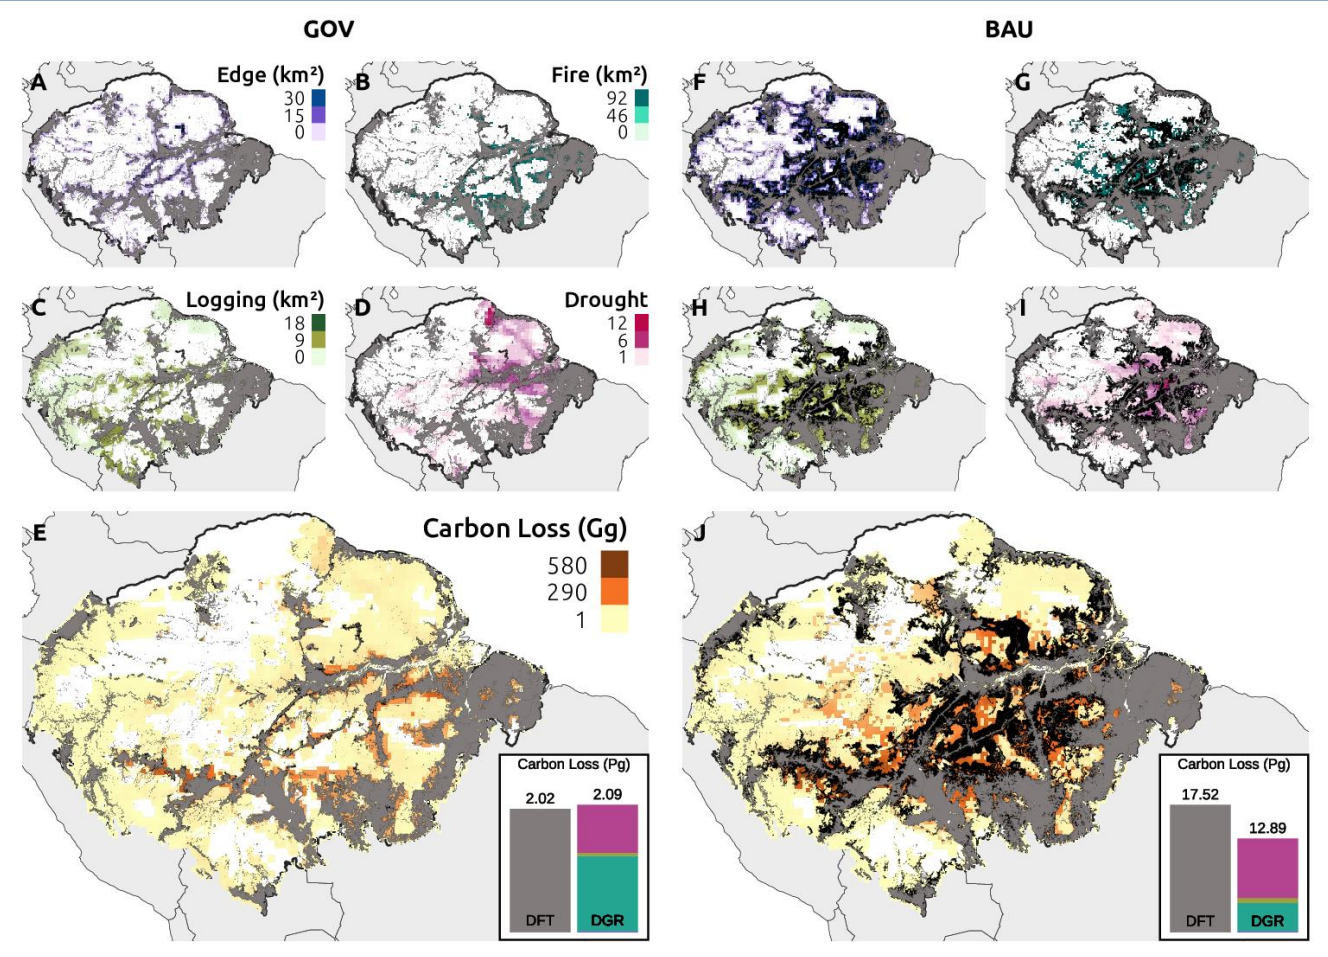 GOV
BAU
A
Edge (km²)
30
15
0
B
Fire (km²)
92
46
0
F
G
C
Logging (km²)
18
9
0
D
Drought
12
6
1
H
I
E
Carbon Loss (Gg)
580
290
1
J
Carbon Loss (Pg)
2.02
2.09
DFT
DGR
Carbon Loss (Pg)
17.52
12.89
DFT
DGR